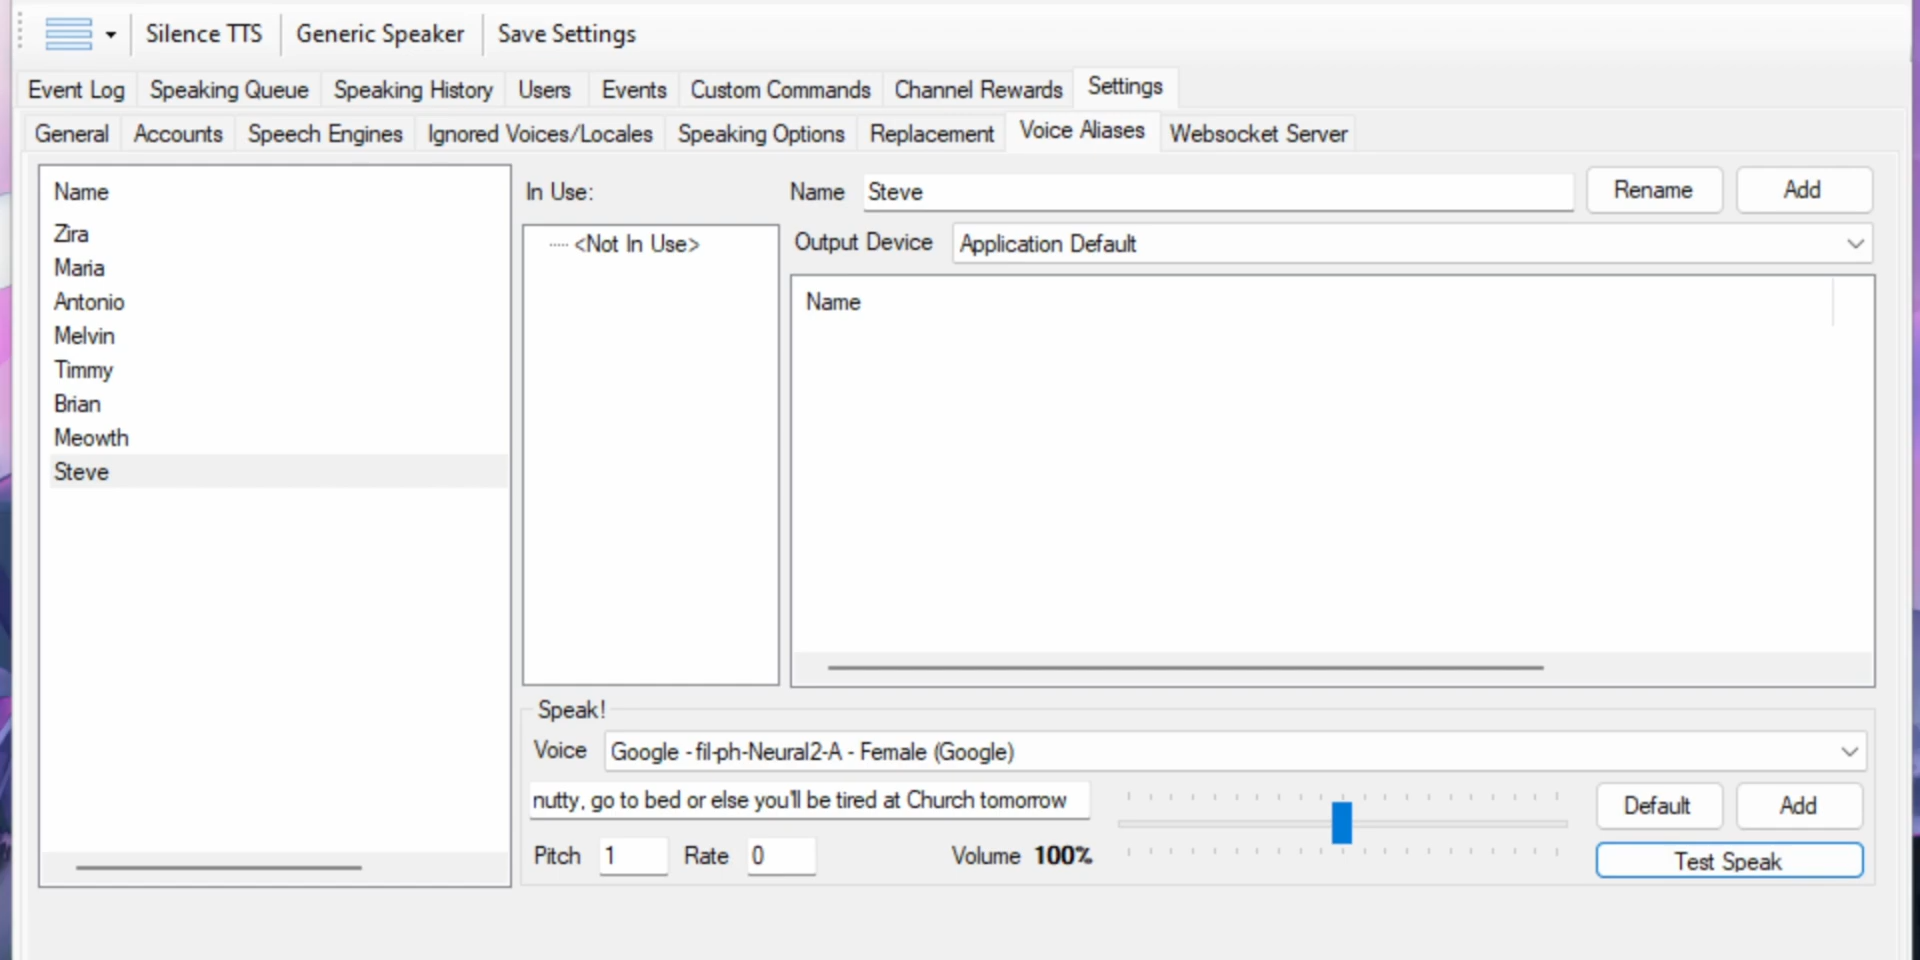 Silence TTS Generic Speaker Save Settings
Event Log Speaking Queue Speaking History Users Events Custom Commands Channel Rewards Settings
General Accounts Speech Engines Ignored Voices/Locales Speaking Options Replacement Voice Aliases Websocket Server
Name
Zira
Maria
Antonio
Melvin
Timmy
Brian
Meowth
Steve
In Use:
<Not In Use>
Name Steve Rename Add
Output Device Application Default
Name
Speak!
Voice Google - fil-ph-Neural2-A - Female (Google)
nutty, go to bed or else you'll be tired at Church tomorrow
Default Add
Pitch 1 Rate 0 Volume 100%
Test Speak